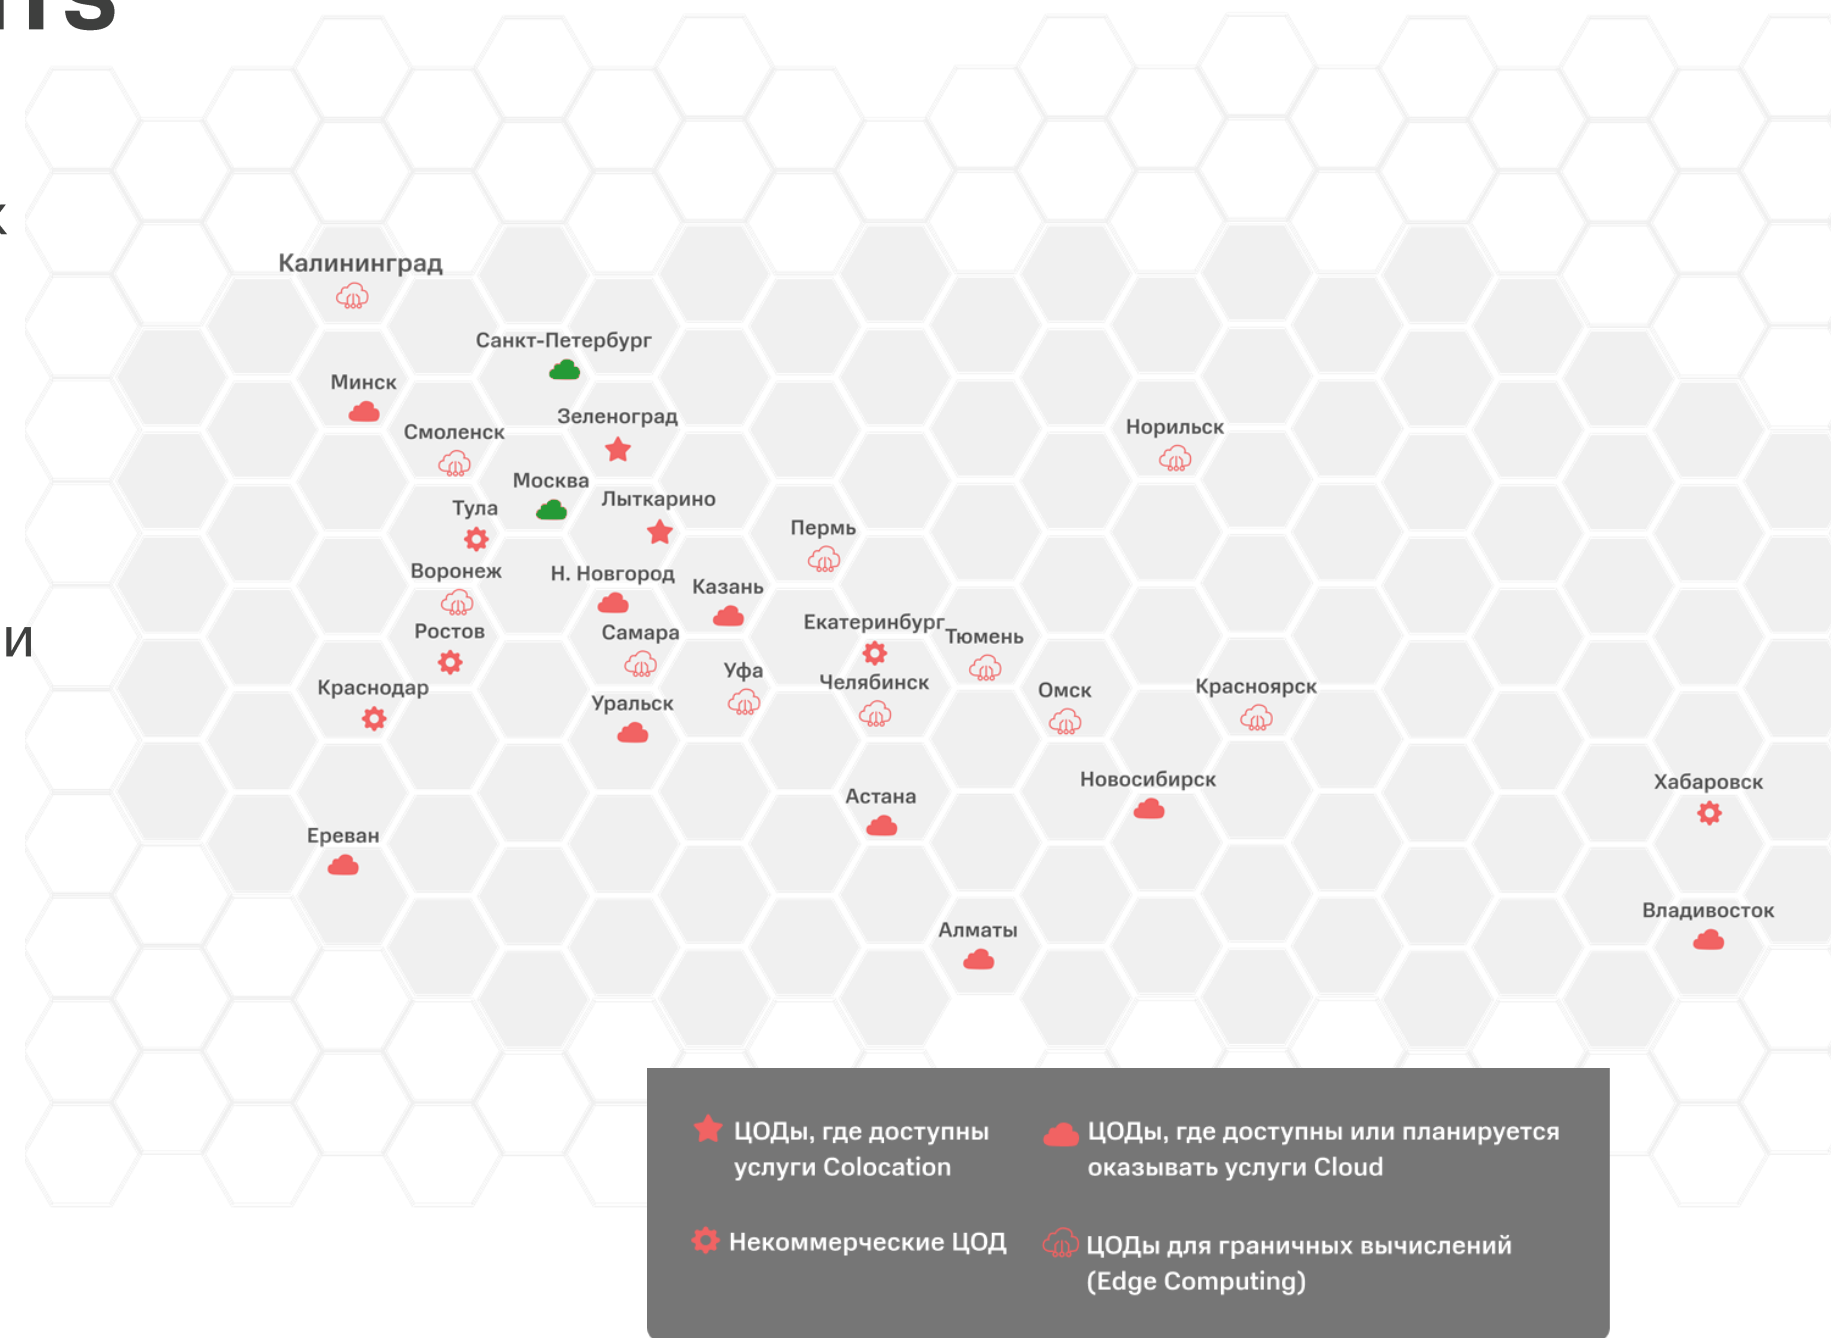 к
и
Калининград
Санкт-Петербург
Минск
Зеленоград
Норильск
Смоленск
Москва
Лыткарино
Тула
Пермь
Воронеж
Н. Новгород
Казань
Екатеринбург
Ростов
Самара
Тюмень
Уфа
Челябинск
Краснодар
Омск
Красноярск
Уральск
Новосибирск
Хабаровск
Астана
Ереван
Владивосток
Алматы
ЦОДы, где доступны
услуги Colocation
ЦОДы, где доступны или планируется
оказывать услуги Cloud
Некоммерческие ЦОД
ЦОДы для граничных вычислений
(Edge Computing)